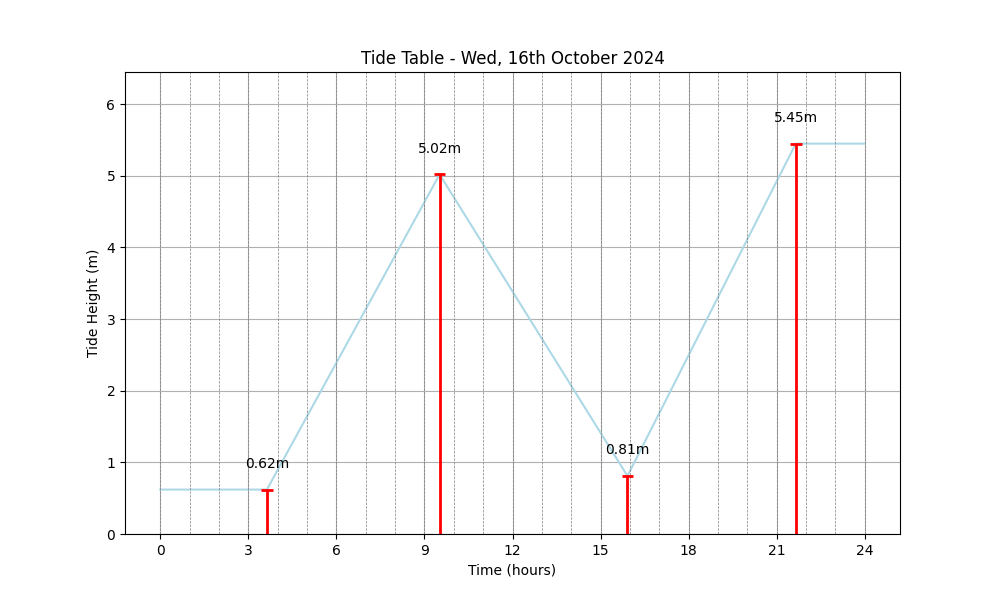 Tide Table - Wed, 16th October 2024
6
5.45m
5.02m
5
4
Tide Height (m)
3
2
1
0.62m
0.81m
0
0 3 6 9 12 15 18 21 24
Time (hours)